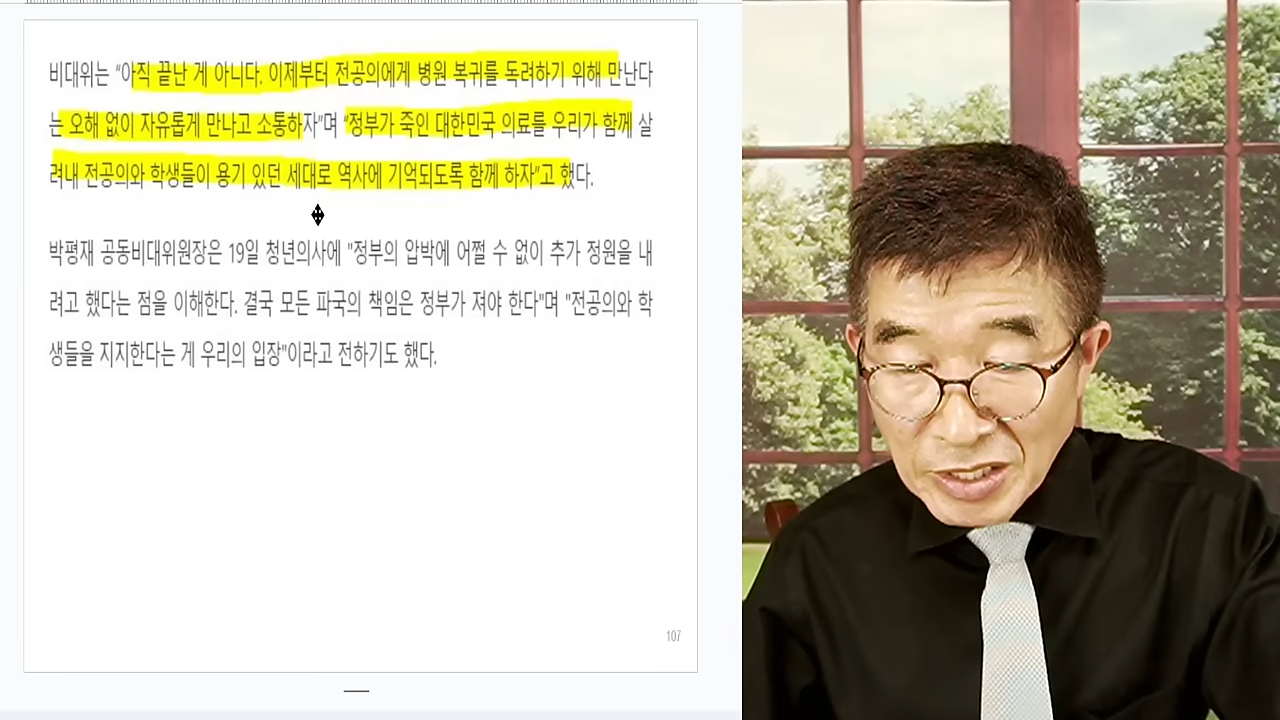 비대위는 "아직 끝난 게 아니다. 이제부터 전공의에게 병원 복귀를 독려하기 위해 만난다
는 오해 없이 자유롭게 만나고 소통하자"며 "정부가 죽인 대한민국 의료를 우리가 함께 살
려내 전공의와 학생들이 용기 있던 세대로 역사에 기억되도록 함께 하자"고 했다.
박평재 공동비대위원장은 19일 청년의사에 "정부의 압박에 어쩔 수 없이 추가 정원을 내
려고 했다는 점을 이해한다. 결국 모든 파국의 책임은 정부가 져야 한다"며 "전공의와 학
생들을 지지한다는 게 우리의 입장"이라고 전하기도 했다.
107